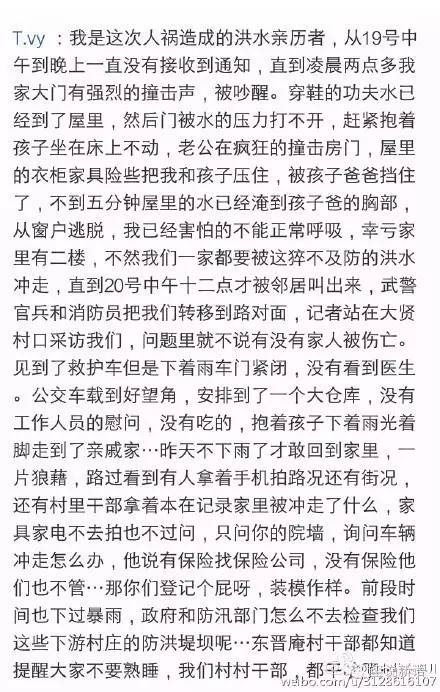 T.vy ：我是这次人祸造成的洪水亲历者，从19号中
午到晚上一直没有接收到通知，直到凌晨两点多我
家大门有强烈的撞击声，被吵醒。穿鞋的功夫水已
经到了屋里，然后门被水的压力打不开，赶紧抱着
孩子坐在床上不动，老公在疯狂的撞击房门，屋里
的衣柜家具险些把我和孩子压住，被孩子爸爸挡住
了，不到五分钟屋里的水已经淹到孩子爸的胸部，
从窗户逃脱，我已经害怕的不能正常呼吸，幸亏家
里有二楼，不然我们一家都要被这猝不及防的洪水
冲走，直到20号中午十二点才被邻居叫出来，武警
官兵和消防员把我们转移到路对面，记者站在大贤
村口采访我们，问题里就不说有没有家人被伤亡。
见到了救护车但是下着雨车门紧闭，没有看到医生
。公交车载到好望角，安排到了一个大仓库，没有
工作人员的慰问，没有吃的，抱着孩子下着雨光着
脚走到了亲戚家…昨天不下雨了才敢回到家里，一
片狼藉，路过看到有人拿着手机拍路况还有街况，
还有村里干部拿着本在记录家里被冲走了什么，家
具家电不去拍也不过问，只问你的院墙，询问车辆
冲走怎么办，他说有保险找保险公司，没有保险他
们也不管…那你们登记个屁呀，装模作样。前段时
间也下过暴雨，政府和防汛部门怎么不去检查我们
这些下游村庄的防洪堤坝呢…东晋庵村干部都知道
提醒大家不要熟睡，我们村村干部，都
weibo.com/u/3128616107